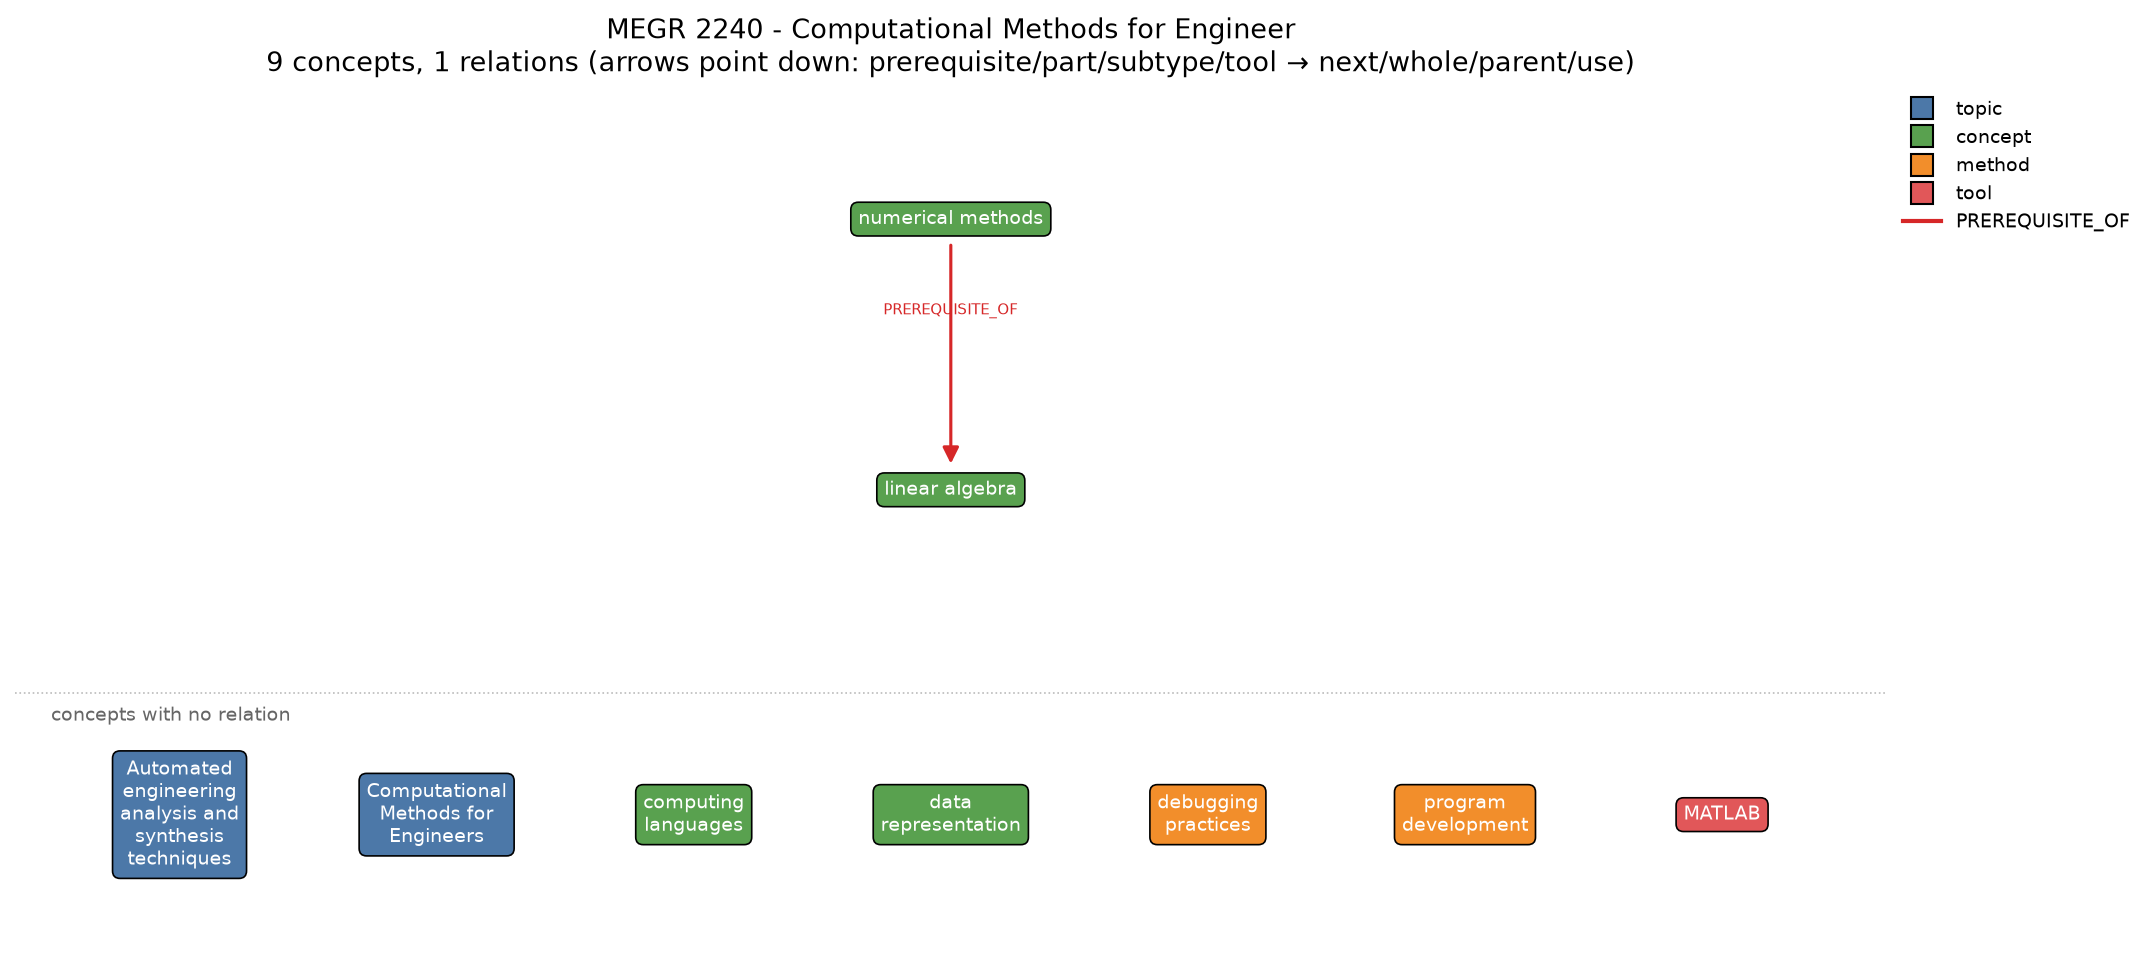 MEGR 2240 - Computational Methods for Engineer
9 concepts, 1 relations (arrows point down: prerequisite/part/subtype/tool → next/whole/parent/use)
topic
concept
method
tool
PREREQUISITE_OF
numerical methods
PREREQUISITE_OF
linear algebra
concepts with no relation
Automated
engineering
analysis and
synthesis
techniques
Computational
Methods for
Engineers
computing
languages
data
representation
debugging
practices
program
development
MATLAB